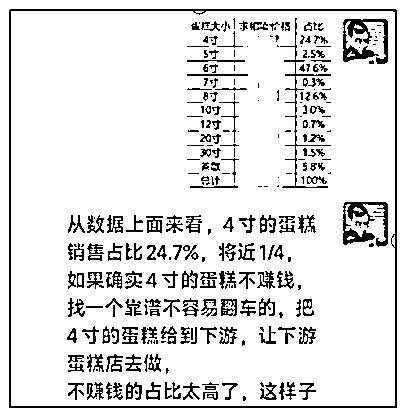 蛋糕大小 占比
4寸 24.7%
5寸 2.5%
6寸 47.6%
7寸 0.3%
8寸 12.6%
10寸 3.0%
12寸 0.7%
20寸 1.2%
30寸 1.5%
5.8%
总计 100%
从数据上面来看，4寸的蛋糕
销售占比24.7%，将近1/4，
如果确实4寸的蛋糕不赚钱，
找一个靠谱不容易翻车的，把
4寸的蛋糕给到下游，让下游
蛋糕店去做，
不赚钱的占比太高了，这样子